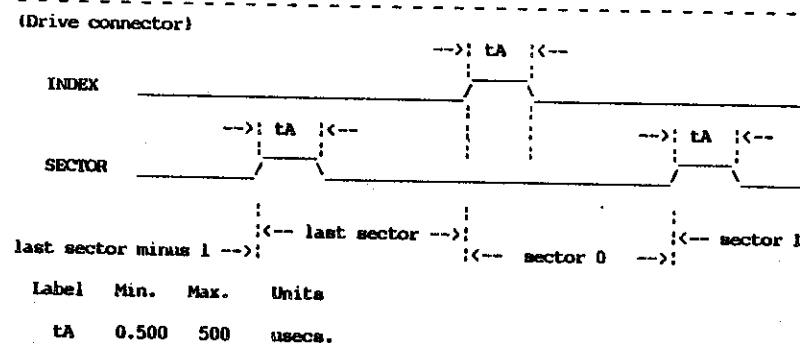 (Drive connector)
-->¦ tA ¦<--
INDEX
-->¦ tA ¦<-- -->¦ tA ¦<--
SECTOR
last sector minus 1 -->¦ ¦<-- last sector -->¦ ¦<-- sector 0 -->¦ ¦<-- sector 1
Label Min. Max. Units
tA 0.500 500 usecs.